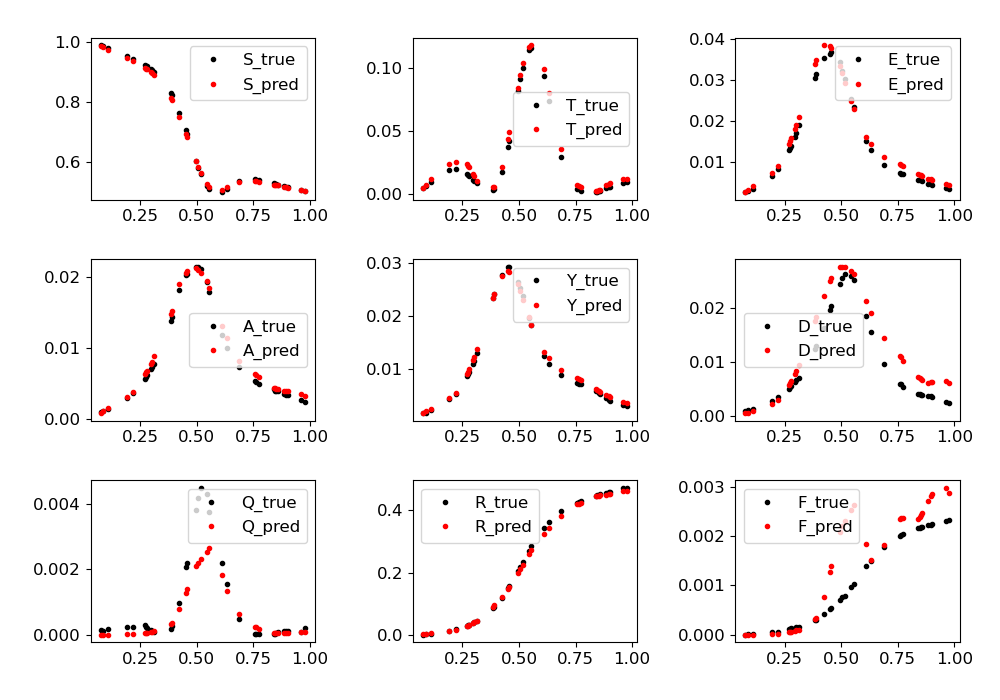 1.0
0.8
0.6
S_true
S_pred
0.25 0.50 0.75 1.00
0.10
0.05
0.00
T_true
T_pred
0.25 0.50 0.75 1.00
0.04
0.03
0.02
0.01
E_true
E_pred
0.25 0.50 0.75 1.00
0.02
0.01
0.00
A_true
A_pred
0.25 0.50 0.75 1.00
0.03
0.02
0.01
Y_true
Y_pred
0.25 0.50 0.75 1.00
0.02
0.01
0.00
D_true
D_pred
0.25 0.50 0.75 1.00
0.004
0.002
0.000
Q_true
Q_pred
0.25 0.50 0.75 1.00
0.4
0.2
0.0
R_true
R_pred
0.25 0.50 0.75 1.00
0.003
0.002
0.001
0.000
F_true
F_pred
0.25 0.50 0.75 1.00